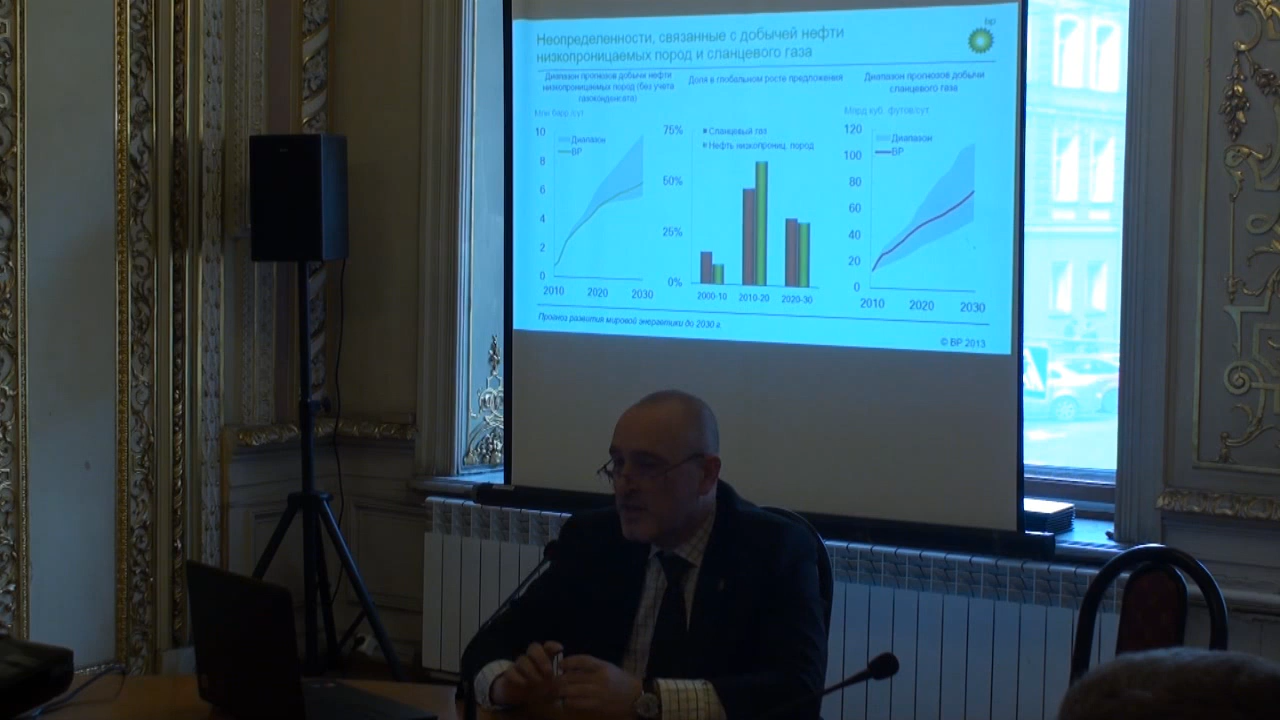 bp
Неопределенности, связанные с добычей нефти
низкопроницаемых пород и сланцевого газа
Диапазон прогнозов добычи нефти
низкопроницаемых пород (без учета
газоконденсата)
Млн барр./сут
10
8
6
4
2
0
Диапазон
BP
2010 2020 2030
Доля в глобальном росте предложения
75%
50%
25%
0%
Сланцевый газ
Нефть низкопрониц. пород
2000-10 2010-20 2020-30
Диапазон прогнозов добычи
сланцевого газа
Млрд куб. футов/сут
120
100
80
60
40
20
0
Диапазон
BP
2010 2020 2030
Прогноз развития мировой энергетики до 2030 г.
© BP 2013